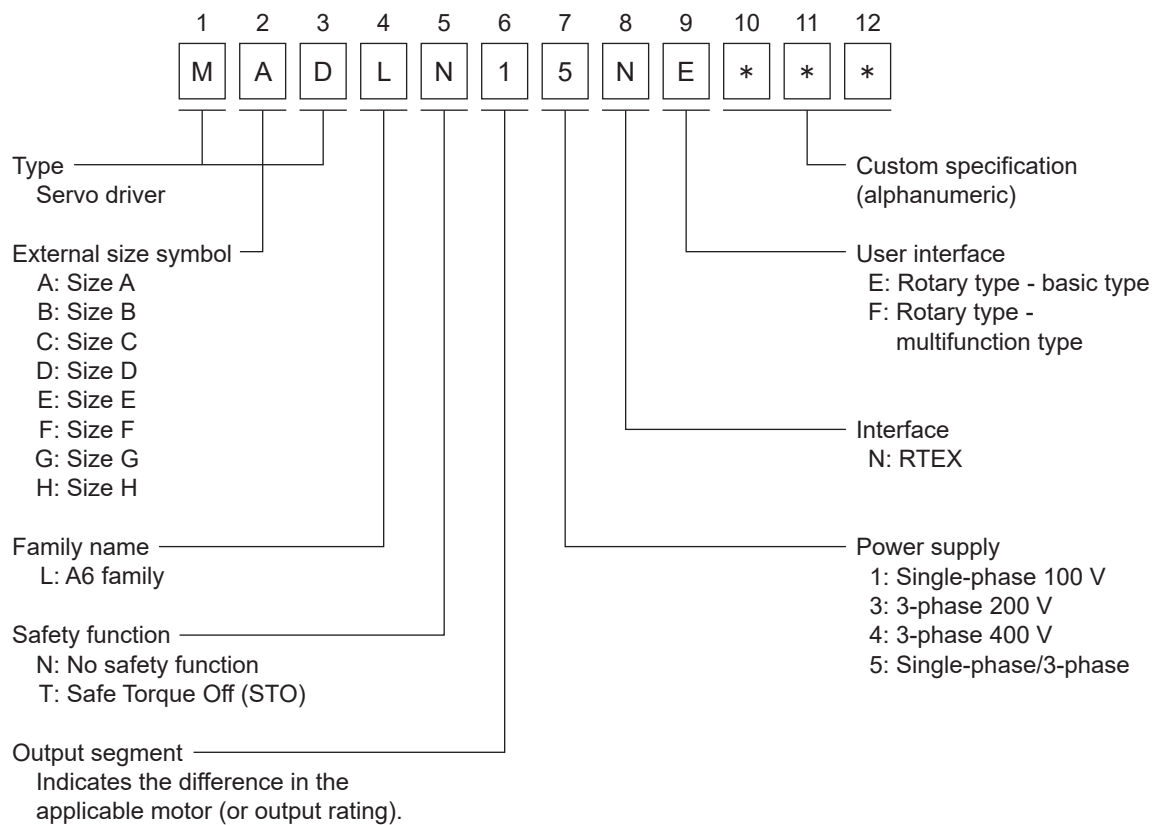 1 2 3 4 5 6 7 8 9 10 11 12
M A D L N 1 5 N E * * *
Type
Servo driver
External size symbol
A: Size A
B: Size B
C: Size C
D: Size D
E: Size E
F: Size F
G: Size G
H: Size H
Family name
L: A6 family
Safety function
N: No safety function
T: Safe Torque Off (STO)
Output segment
Indicates the difference in the
applicable motor (or output rating).
Custom specification
(alphanumeric)
User interface
E: Rotary type - basic type
F: Rotary type -
multifunction type
Interface
N: RTEX
Power supply
1: Single-phase 100 V
3: 3-phase 200 V
4: 3-phase 400 V
5: Single-phase/3-phase